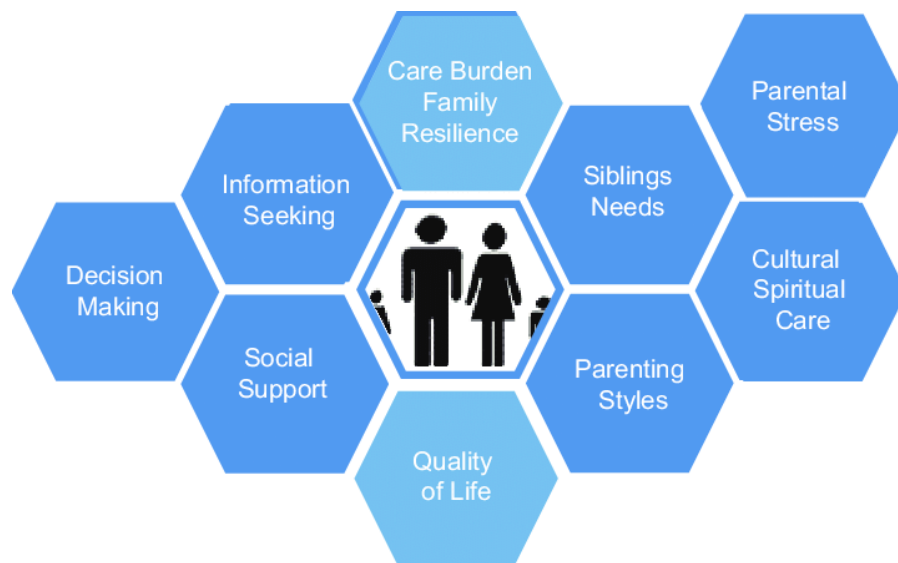 Care Burden
Family
Resilience
Parental
Stress
Information
Seeking
Siblings
Needs
Decision
Making
Cultural
Spiritual
Care
Social
Support
Parenting
Styles
Quality
of Life